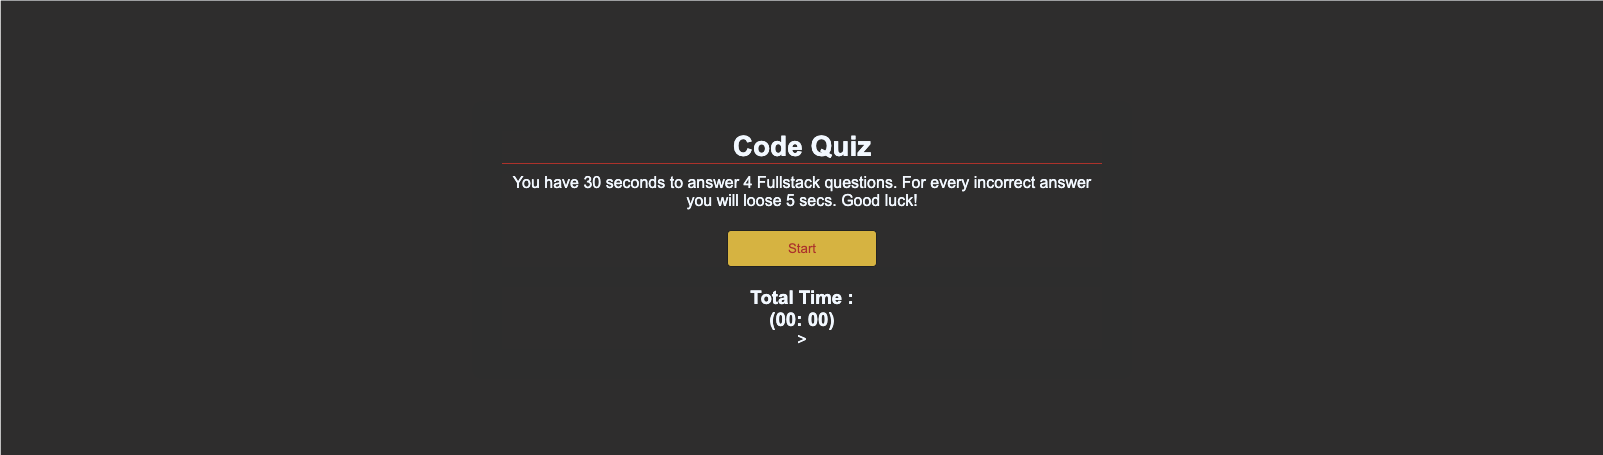 Code Quiz
You have 30 seconds to answer 4 Fullstack questions. For every incorrect answer
you will loose 5 secs. Good luck!
Start
Total Time :
(00: 00)
>